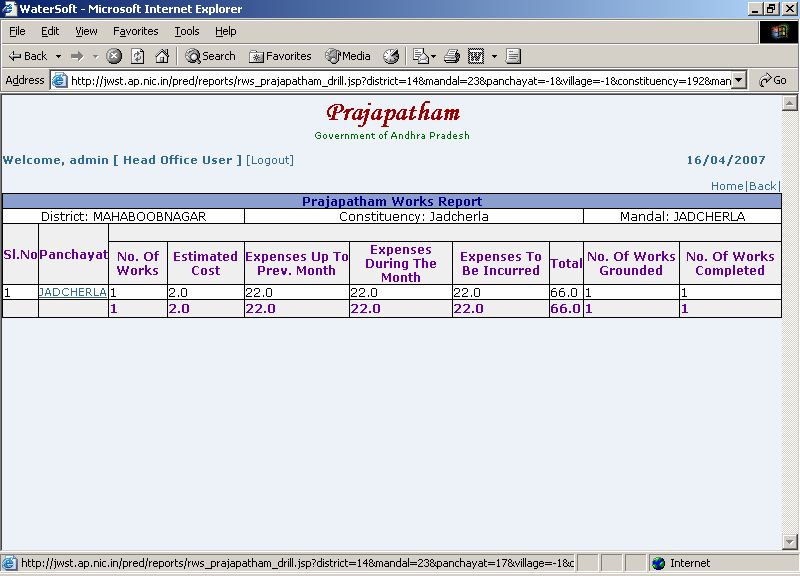 WaterSoft - Microsoft Internet Explorer
File Edit View Favorites Tools Help
Back Search Favorites Media
Address http://jwst.ap.nic.in/pred/reports/rws_prajapatham_drill.jsp?district=14&mandal=23&panchayat=-1&village=-1&constituency=192&man Go
Prajapatham
Government of Andhra Pradesh
Welcome, admin [ Head Office User ] [Logout] 16/04/2007
Home|Back|
Prajapatham Works Report
District: MAHABOOBNAGAR Constituency: Jadcherla Mandal: JADCHERLA
Sl.No Panchayat No. Of Works Estimated Cost Expenses Up To Prev. Month Expenses During The Month Expenses To Be Incurred Total No. Of Works Grounded No. Of Works Completed
1 JADCHERLA 1 2.0 22.0 22.0 22.0 66.0 1 1
1 2.0 22.0 22.0 22.0 66.0 1 1
http://jwst.ap.nic.in/pred/reports/rws_prajapatham_drill.jsp?district=14&mandal=23&panchayat=17&village=-1&c Internet